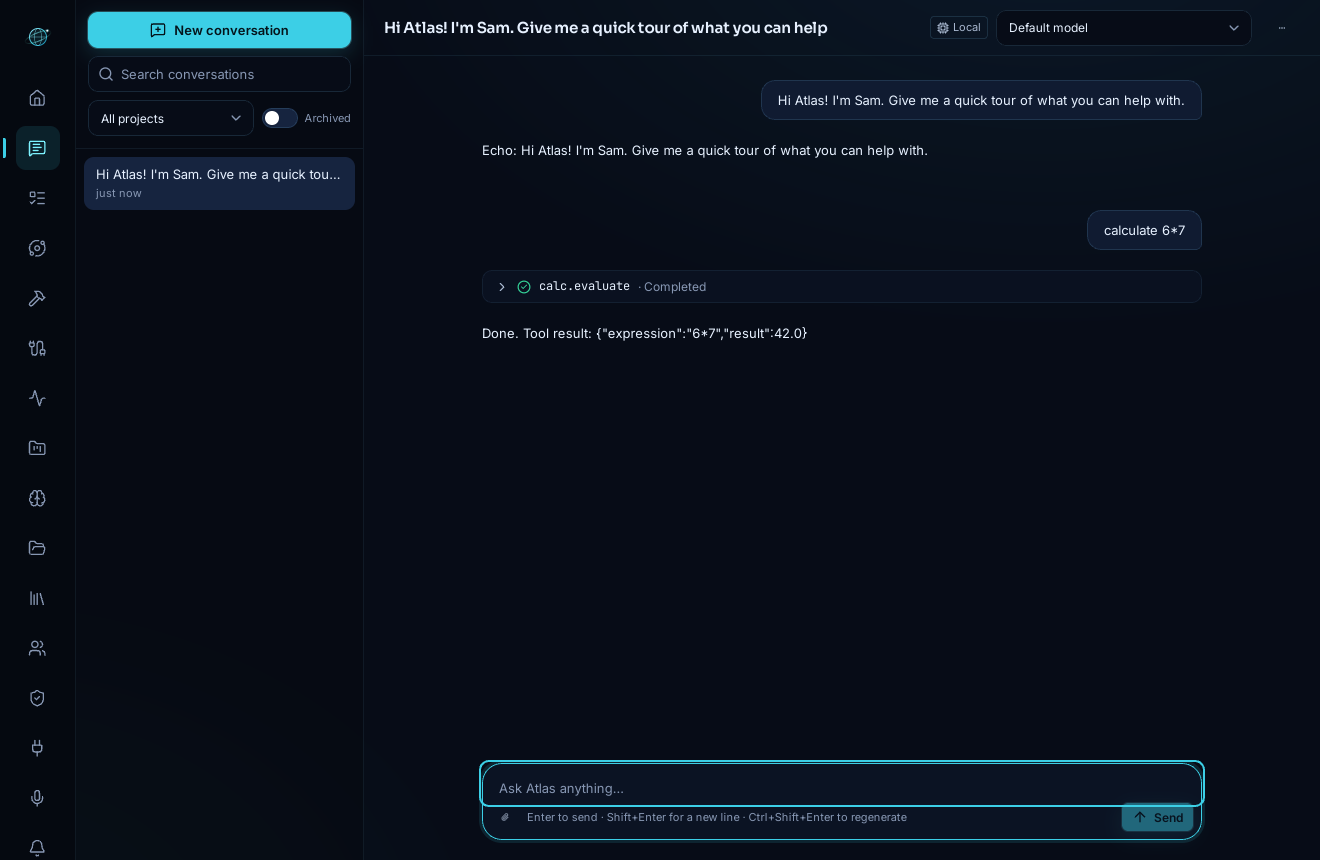 New conversation
Search conversations
All projects
Archived
Hi Atlas! I'm Sam. Give me a quick tou...
just now
Hi Atlas! I'm Sam. Give me a quick tour of what you can help
Local
Default model
Hi Atlas! I'm Sam. Give me a quick tour of what you can help with.
Echo: Hi Atlas! I'm Sam. Give me a quick tour of what you can help with.
calculate 6*7
calc.evaluate · Completed
Done. Tool result: {"expression":"6*7","result":42.0}
Ask Atlas anything...
Enter to send · Shift+Enter for a new line · Ctrl+Shift+Enter to regenerate
Send